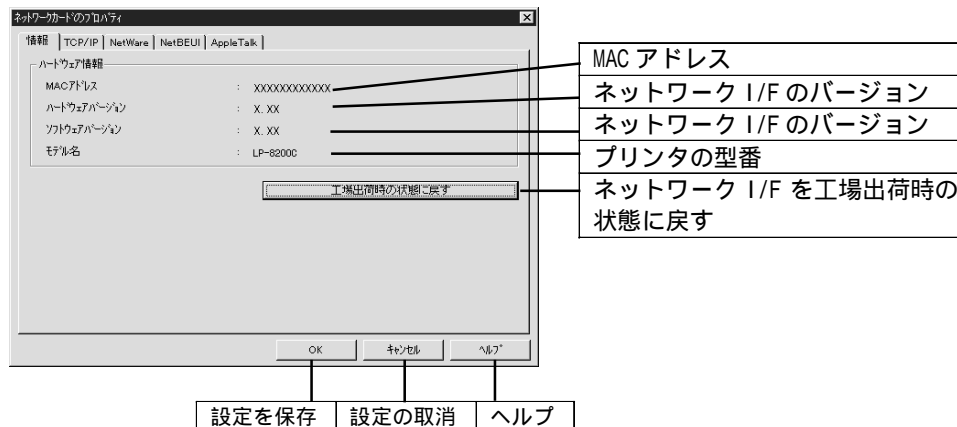 ネットワークカードのプロパティ
情報 TCP/IP NetWare NetBEUI AppleTalk
ハードウェア情報
MACアドレス : XXXXXXXXXXXX
ハードウェアバージョン : X.XX
ソフトウェアバージョン : X.XX
モデル名 : LP-8200C
工場出荷時の状態に戻す
OK キャンセル ヘルプ
MAC アドレス
ネットワーク I/F のバージョン
ネットワーク I/F のバージョン
プリンタの型番
ネットワーク I/F を工場出荷時の
状態に戻す
設定を保存 設定の取消 ヘルプ